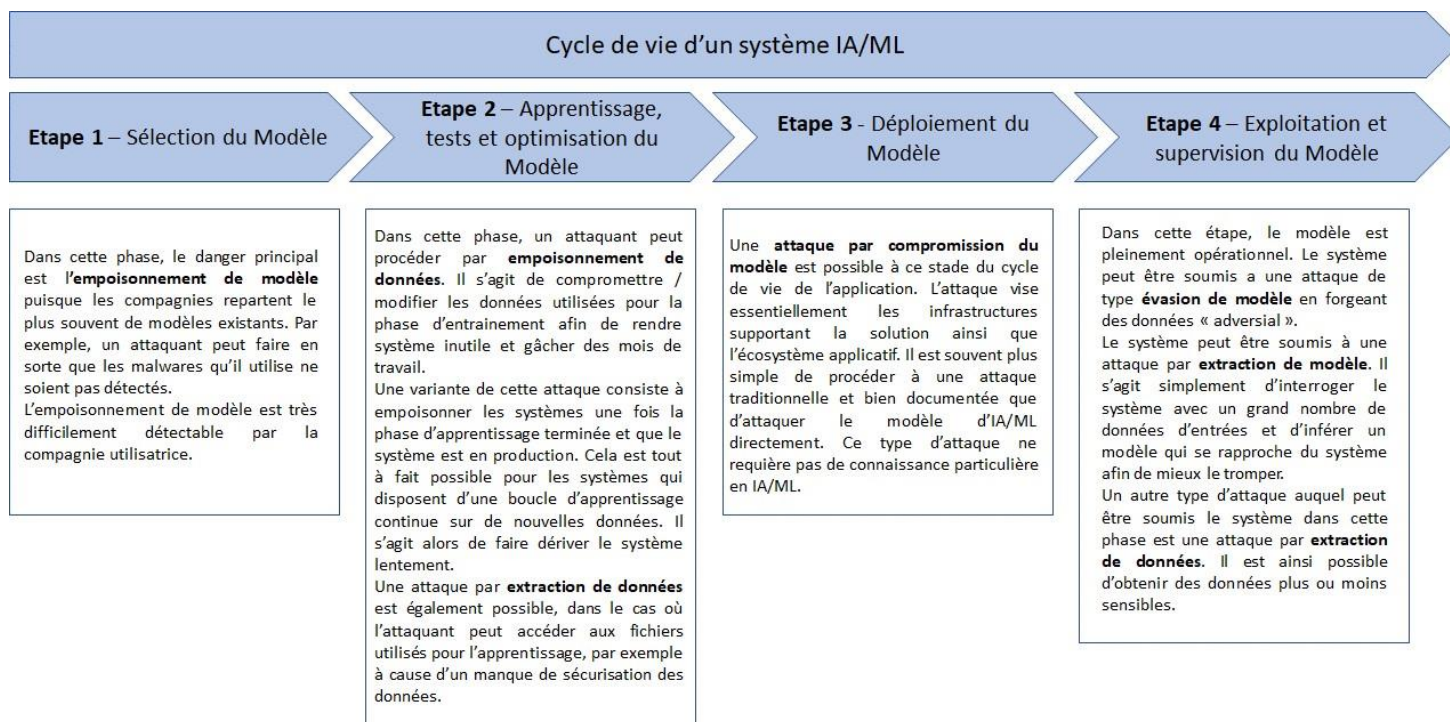 Cycle de vie d'un système IA/ML
Etape 1 – Sélection du Modèle
Etape 2 – Apprentissage,
tests et optimisation du
Modèle
Etape 3 - Déploiement du
Modèle
Etape 4 – Exploitation et
supervision du Modèle
Dans cette phase, le danger principal
est l'empoisonnement de modèle
puisque les compagnies repartent le
plus souvent de modèles existants. Par
exemple, un attaquant peut faire en
sorte que les malwares qu'il utilise ne
soient pas détectés.
L'empoisonnement de modèle est très
difficilement détectable par la
compagnie utilisatrice.
Dans cette phase, un attaquant peut
procéder par empoisonnement de
données. Il s'agit de compromettre /
modifier les données utilisées pour la
phase d'entrainement afin de rendre
système inutile et gâcher des mois de
travail.
Une variante de cette attaque consiste à
empoisonner les systèmes une fois la
phase d'apprentissage terminée et que le
système est en production. Cela est tout
à fait possible pour les systèmes qui
disposent d'une boucle d'apprentissage
continue sur de nouvelles données. Il
s'agit alors de faire dériver le système
lentement.
Une attaque par extraction de données
est également possible, dans le cas où
l'attaquant peut accéder aux fichiers
utilisés pour l'apprentissage, par exemple
à cause d'un manque de sécurisation des
données.
Une attaque par compromission du
modèle est possible à ce stade du cycle
de vie de l'application. L'attaque vise
essentiellement les infrastructures
supportant la solution ainsi que
l'écosystème applicatif. Il est souvent plus
simple de procéder à une attaque
traditionnelle et bien documentée que
d'attaquer le modèle d'IA/ML
directement. Ce type d'attaque ne
requière pas de connaissance particulière
en IA/ML.
Dans cette étape, le modèle est
pleinement opérationnel. Le système
peut être soumis a une attaque de
type évasion de modèle en forgeant
des données « adversial ».
Le système peut être soumis à une
attaque par extraction de modèle. Il
s'agit simplement d'interroger le
système avec un grand nombre de
données d'entrées et d'inférer un
modèle qui se rapproche du système
afin de mieux le tromper.
Un autre type d'attaque auquel peut
être soumis le système dans cette
phase est une attaque par extraction
de données. Il est ainsi possible
d'obtenir des données plus ou moins
sensibles.